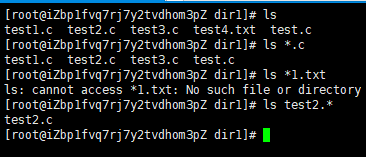 [root@iZbp1fvq7rj7y2tvdhom3pZ dir1]# ls
test1.c  test2.c  test3.c  test4.txt  test.c
[root@iZbp1fvq7rj7y2tvdhom3pZ dir1]# ls *.c
test1.c  test2.c  test3.c  test.c
[root@iZbp1fvq7rj7y2tvdhom3pZ dir1]# ls *1.txt
ls: cannot access *1.txt: No such file or directory
[root@iZbp1fvq7rj7y2tvdhom3pZ dir1]# ls test2.*
test2.c
[root@iZbp1fvq7rj7y2tvdhom3pZ dir1]#